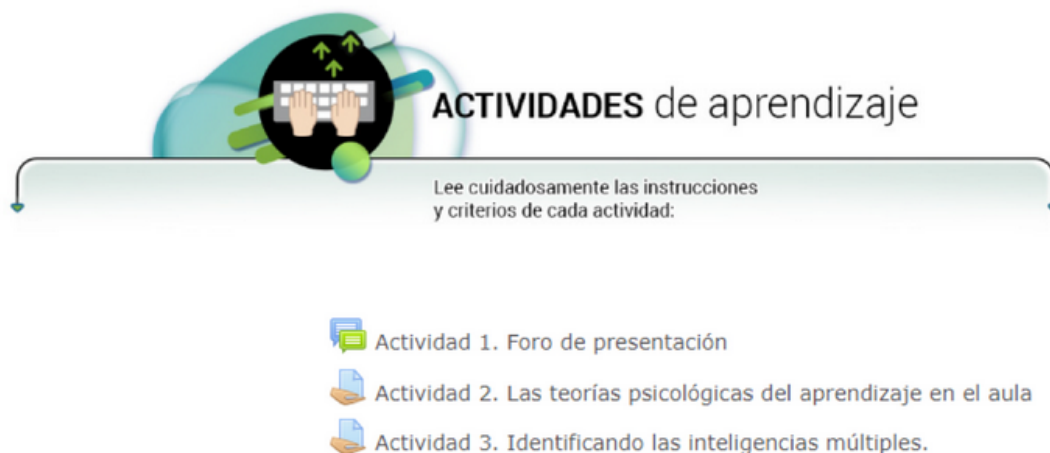 ACTIVIDADES de aprendizaje
Lee cuidadosamente las instrucciones
y criterios de cada actividad:
Actividad 1. Foro de presentación
Actividad 2. Las teorías psicológicas del aprendizaje en el aula
Actividad 3. Identificando las inteligencias múltiples.